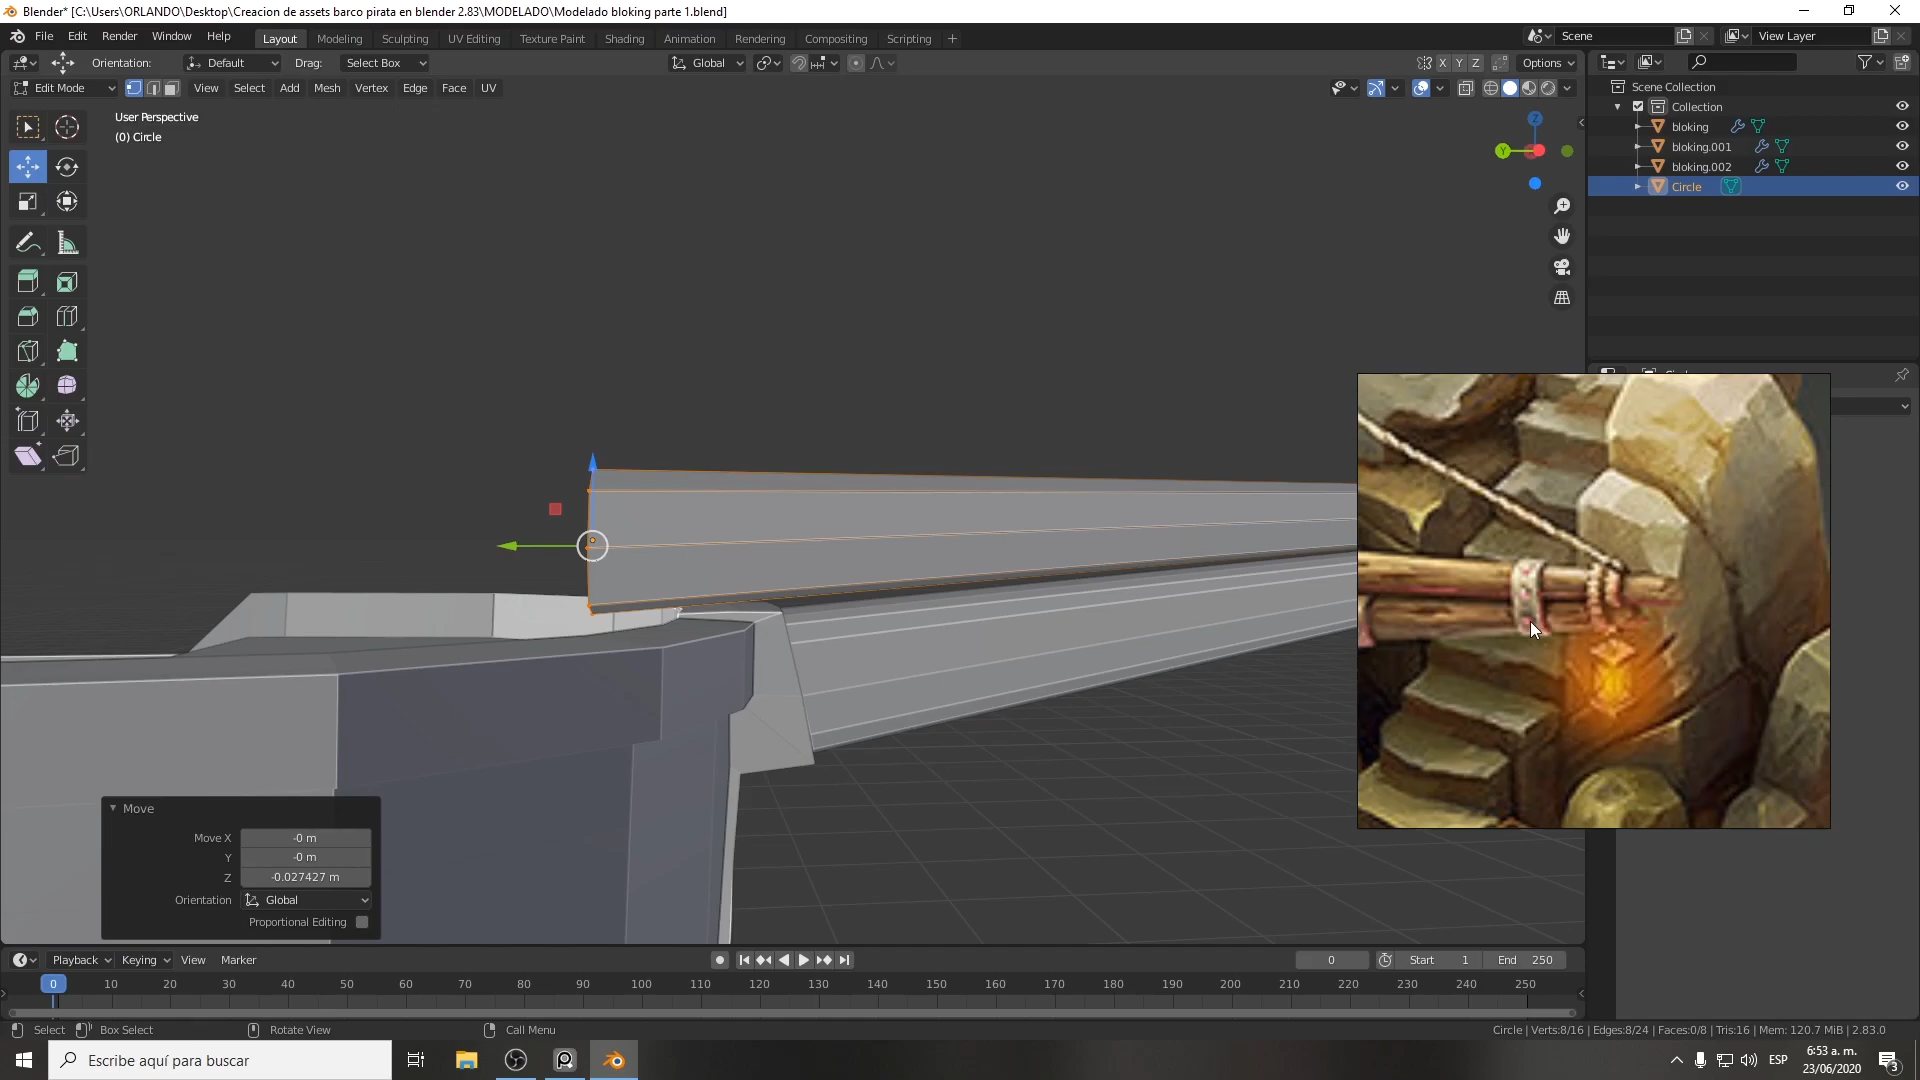 Blender* [C:\Users\ORLANDO\Desktop\Creacion de assets barco pirata en blender 2.83\MODELADO\Modelado bloking parte 1.blend]
File Edit Render Window Help
Layout Modeling Sculpting UV Editing Texture Paint Shading Animation Rendering Compositing Scripting +
Scene
View Layer
Orientation: Default Drag: Select Box
Global
X Y Z Options
Edit Mode View Select Add Mesh Vertex Edge Face UV
User Perspective
(0) Circle
Z
Y
Scene Collection
Collection
bloking
bloking.001
bloking.002
Circle
Move
Move X -0 m
Y -0 m
Z -0.027427 m
Orientation Global
Proportional Editing
Playback Keying View Marker
0 Start 1 End 250
0 10 20 30 40 50 60 70 80 90 100 110 120 130 140 150 160 170 180 190 200 210 220 230 240 250
Select Box Select Rotate View Call Menu
Circle | Verts:8/16 | Edges:8/24 | Faces:0/8 | Tris:16 | Mem: 120.7 MiB | 2.83.0
Escribe aquí para buscar
ESP
6:53 a. m.
23/06/2020
3